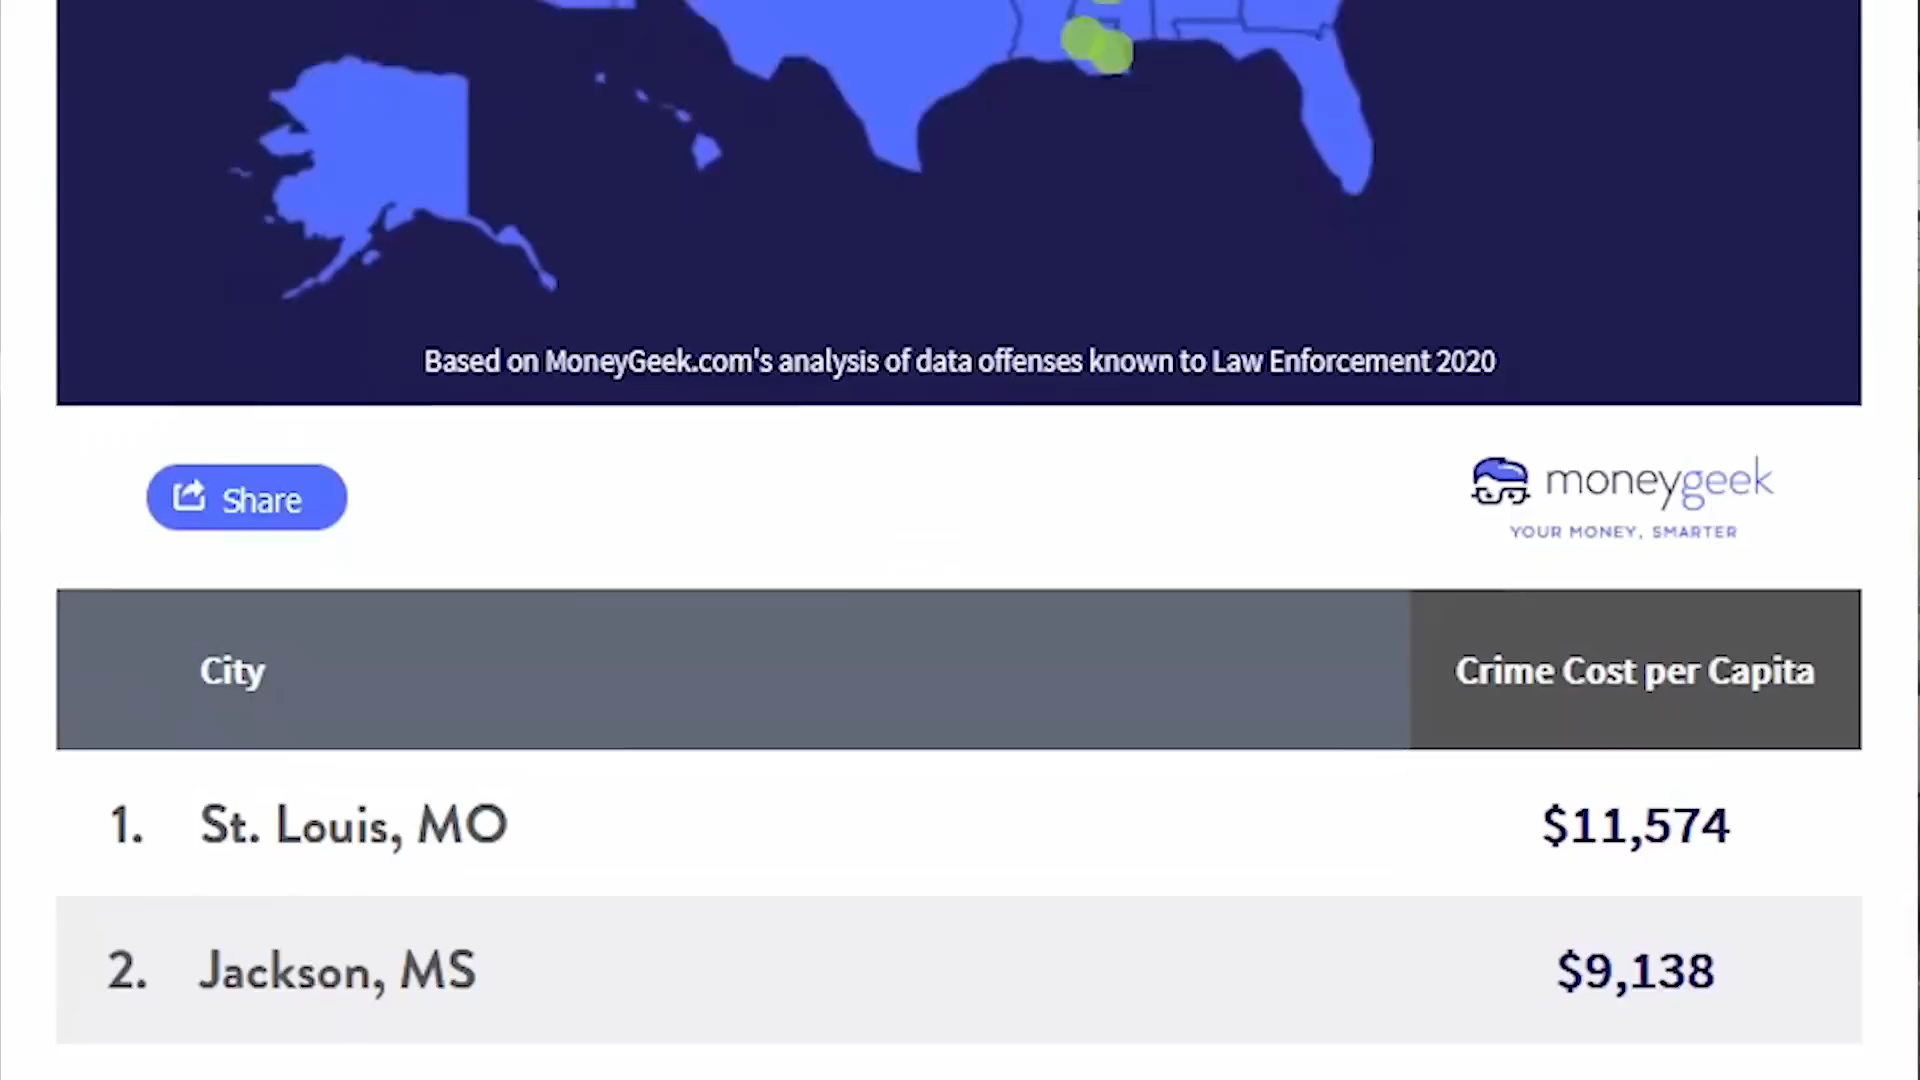 Based on MoneyGeek.com's analysis of data offenses known to Law Enforcement 2020
Share
moneygeek
YOUR MONEY, SMARTER
City
Crime Cost per Capita
1. St. Louis, MO $11,574
2. Jackson, MS $9,138